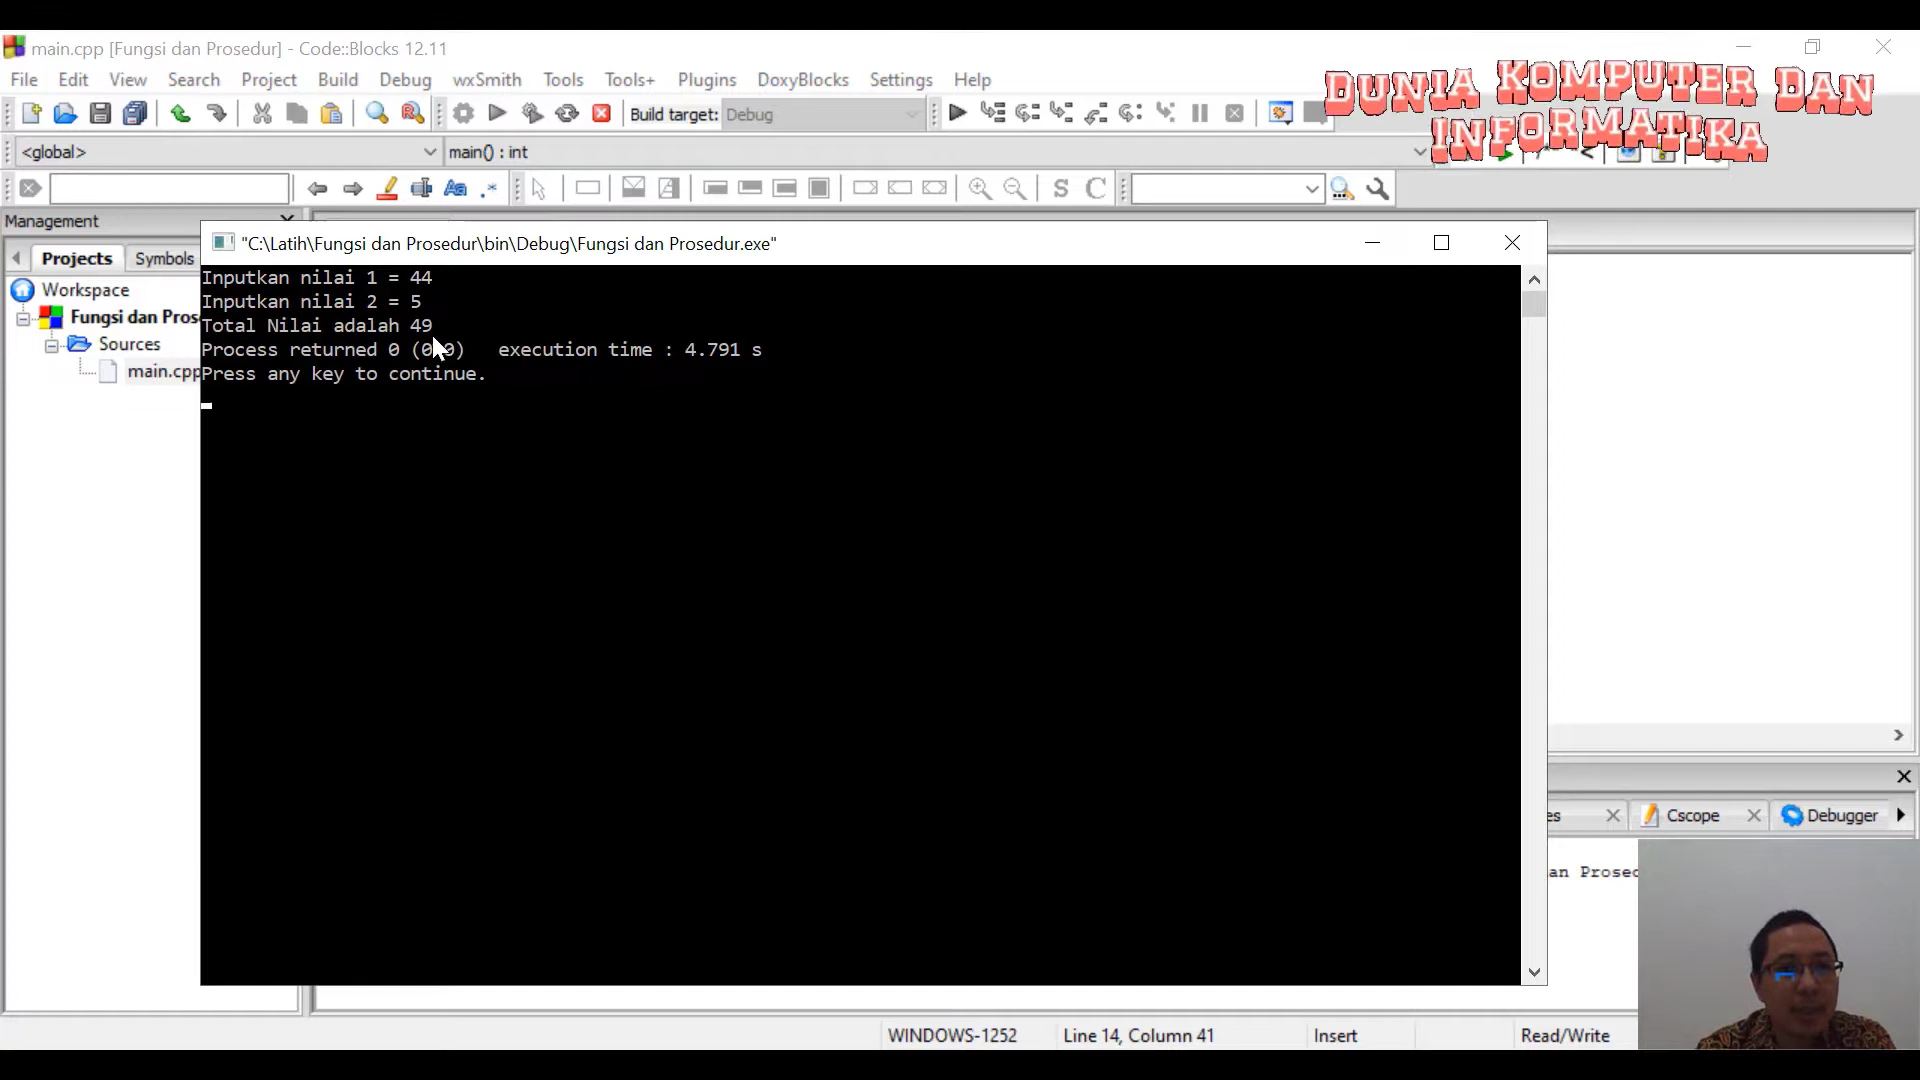 main.cpp [Fungsi dan Prosedur] - Code::Blocks 12.11
File Edit View Search Project Build Debug wxSmith Tools Tools+ Plugins DoxyBlocks Settings Help
DUNIA KOMPUTER DAN
INFORMATIKA
Build target: Debug
<global> main() : int
S C
Management
Projects Symbols
Workspace
Fungsi dan Pros
Sources
main.cpp
"C:\Latih\Fungsi dan Prosedur\bin\Debug\Fungsi dan Prosedur.exe"
Inputkan nilai 1 = 44
Inputkan nilai 2 = 5
Total Nilai adalah 49
Process returned 0 (0x0) execution time : 4.791 s
Press any key to continue.
es Cscope Debugger
an Prosed
WINDOWS-1252 Line 14, Column 41 Insert Read/Write